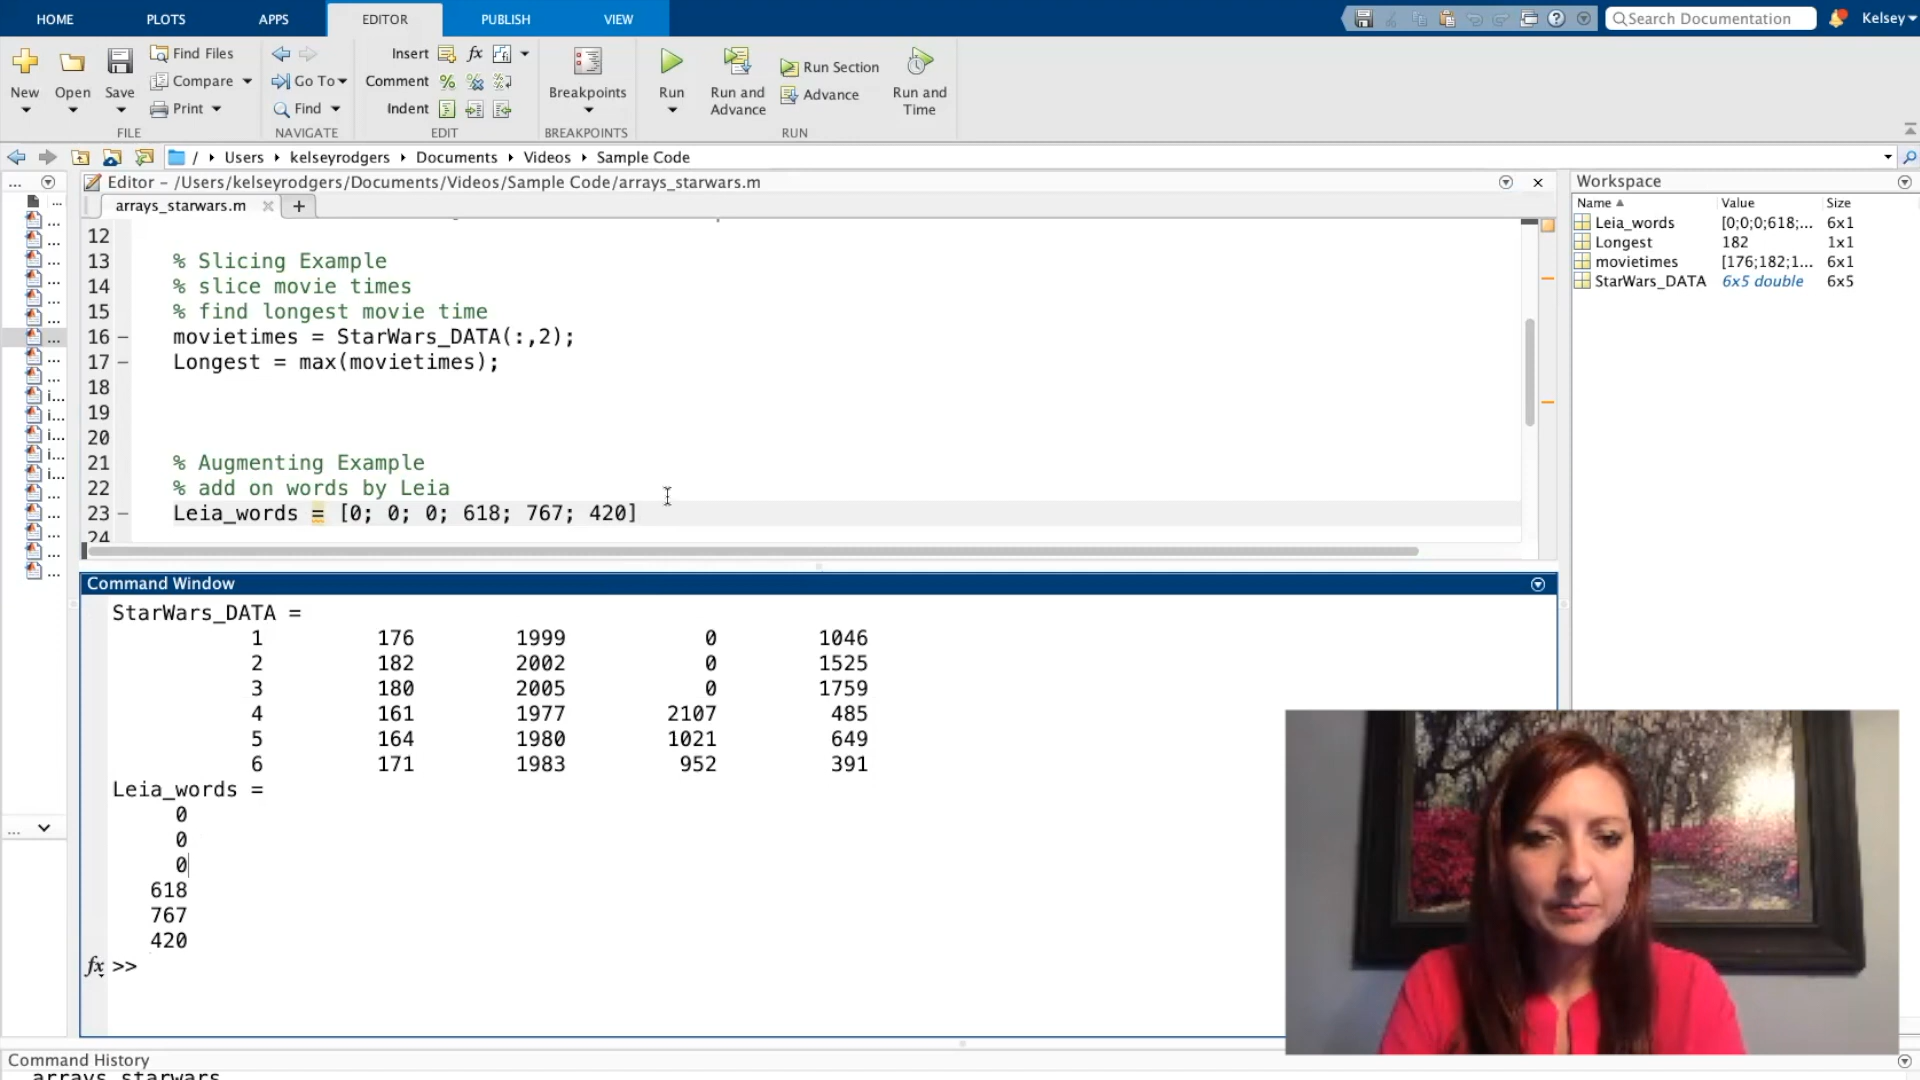 HOME PLOTS APPS EDITOR PUBLISH VIEW Search Documentation Kelsey
Find Files Insert fx
New Open Save Compare Go To Comment Breakpoints Run Run and Advance Run Section Run and Time
Print Find Indent Advance
FILE NAVIGATE EDIT BREAKPOINTS RUN
/ Users kelseyrodgers Documents Videos Sample Code
Editor – /Users/kelseyrodgers/Documents/Videos/Sample Code/arrays_starwars.m
arrays_starwars.m +
12
13 % Slicing Example
14 % slice movie times
15 % find longest movie time
16 – movietimes = StarWars_DATA(:,2);
17 – Longest = max(movietimes);
18
19
20
21 % Augmenting Example
22 % add on words by Leia
23 – Leia_words = [0; 0; 0; 618; 767; 420]
24
Workspace
Name Value Size
Leia_words [0;0;0;618;... 6x1
Longest 182 1x1
movietimes [176;182;1... 6x1
StarWars_DATA 6x5 double 6x5
Command Window
StarWars_DATA =
1 176 1999 0 1046
2 182 2002 0 1525
3 180 2005 0 1759
4 161 1977 2107 485
5 164 1980 1021 649
6 171 1983 952 391
Leia_words =
0
0
0
618
767
420
fx >>
Command History
arrays_starwars